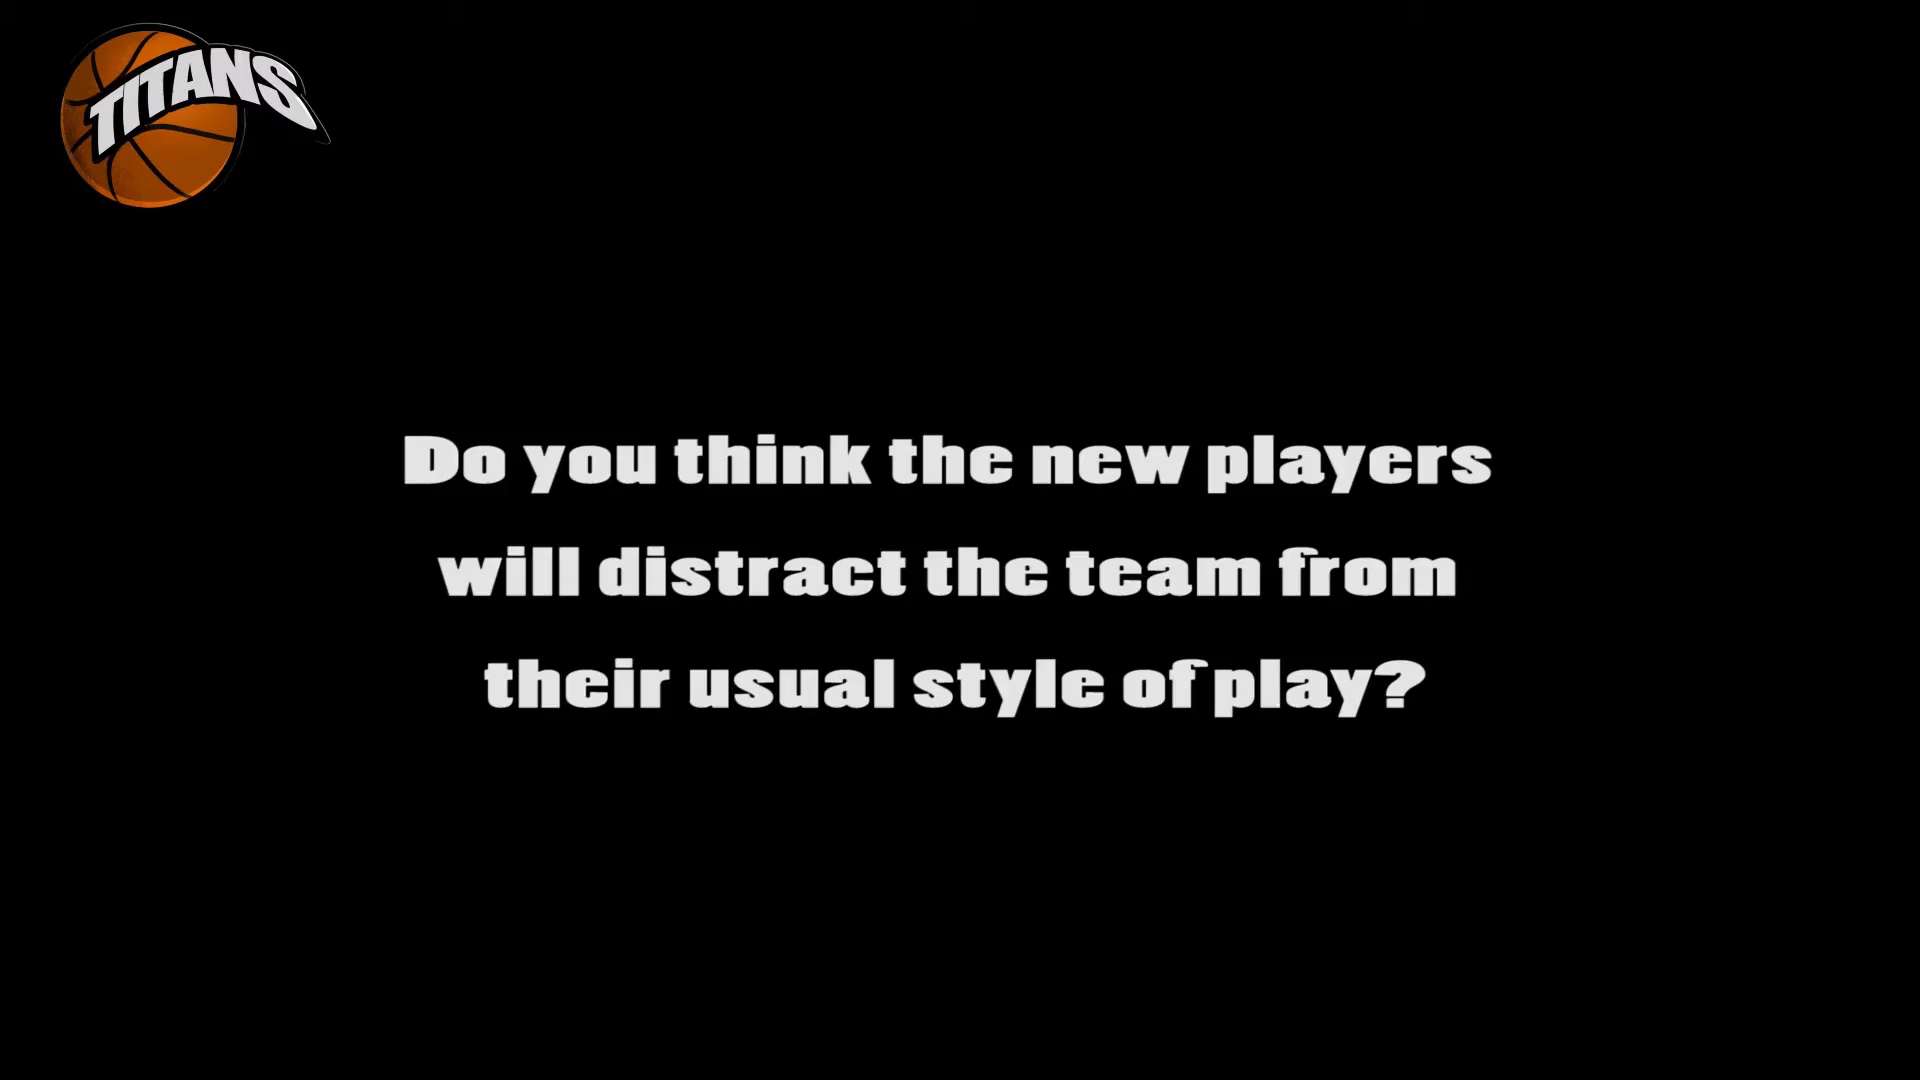 TITANS
Do you think the new players
will distract the team from
their usual style of play?